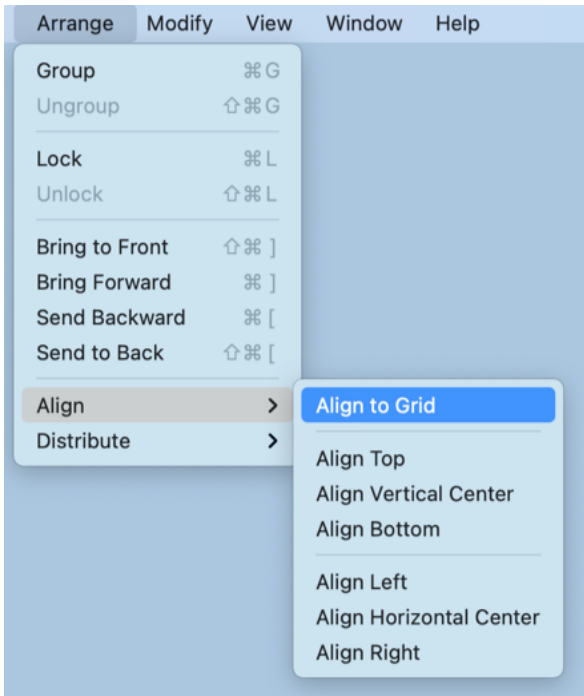 Arrange Modify View Window Help
Group ⌘G
Ungroup ⇧⌘G
Lock ⌘L
Unlock ⇧⌘L
Bring to Front ⇧⌘]
Bring Forward ⌘]
Send Backward ⌘[
Send to Back ⇧⌘[
Align
Distribute
Align to Grid
Align Top
Align Vertical Center
Align Bottom
Align Left
Align Horizontal Center
Align Right